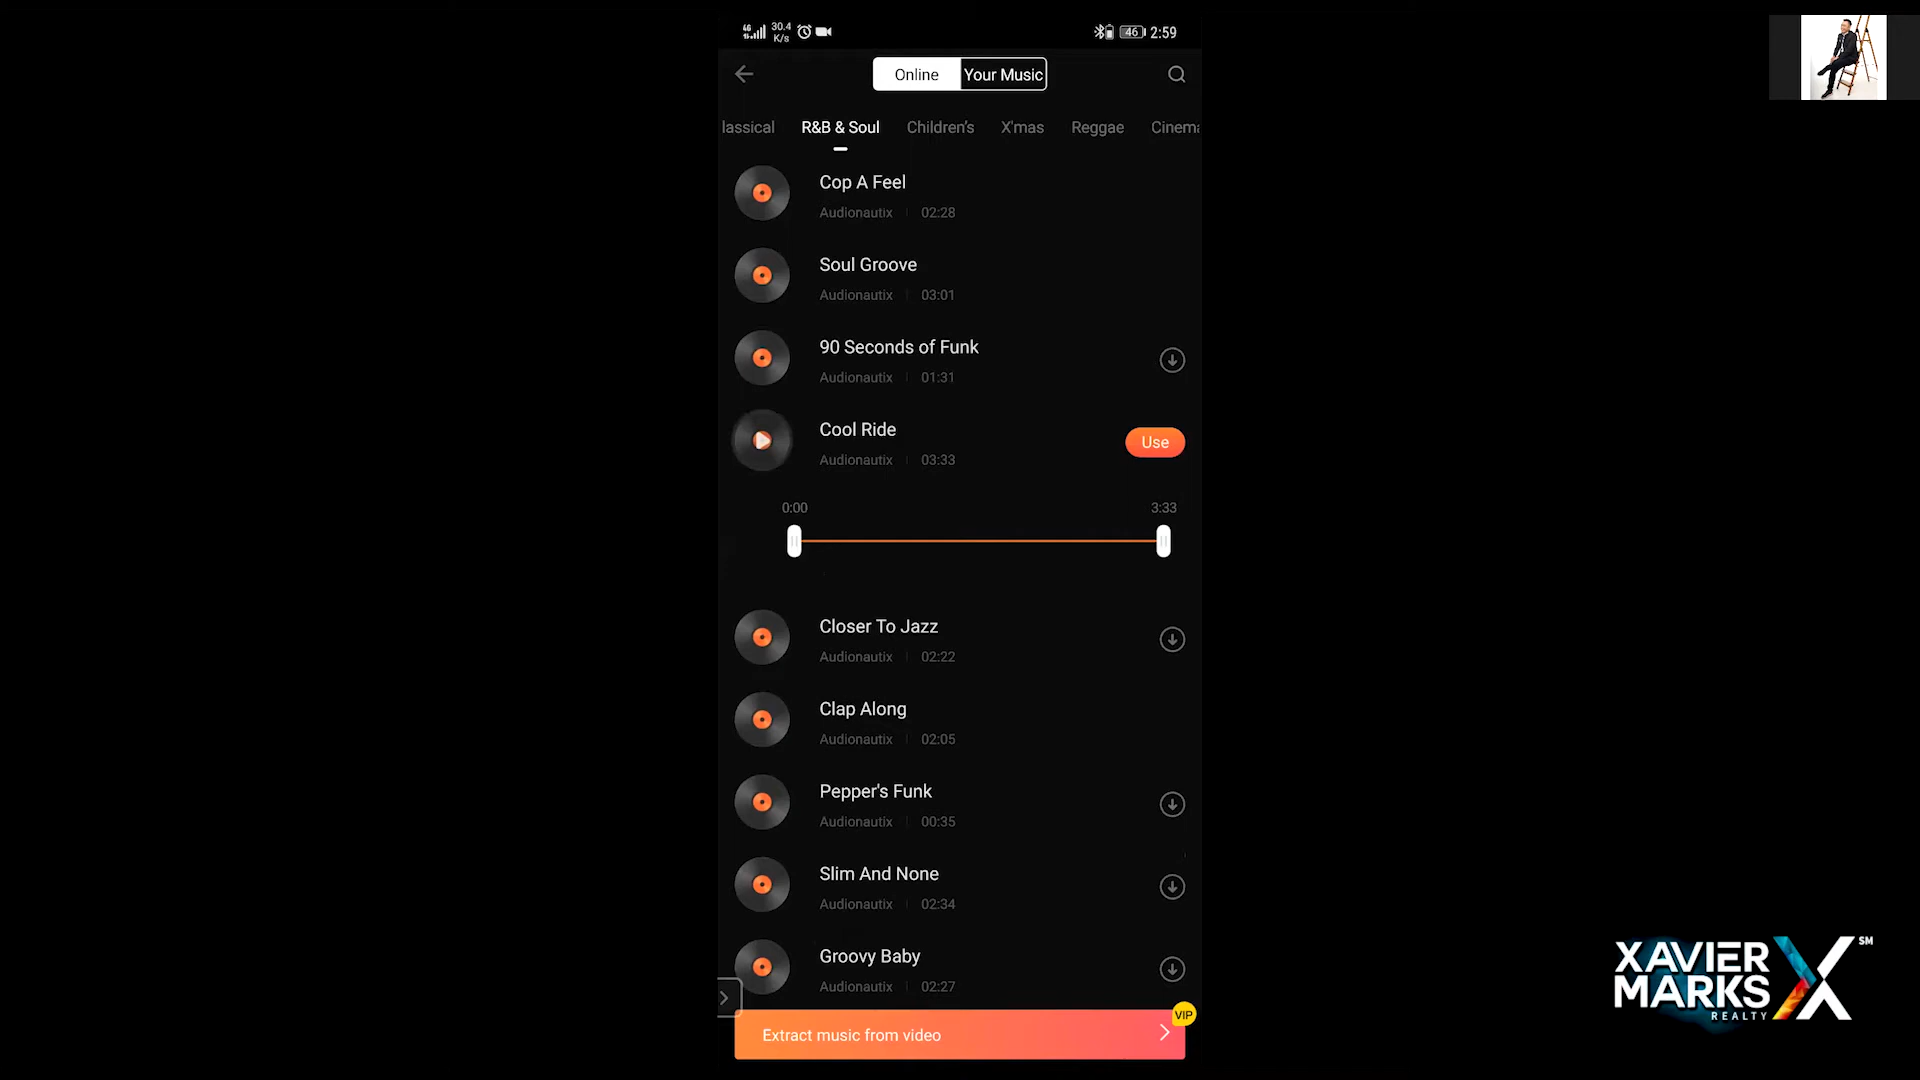 4G 30.4 K/s 46 2:59
Online Your Music
lassical R&B & Soul Children's X'mas Reggae Cinema
Cop A Feel
Audionautix 02:28
Soul Groove
Audionautix 03:01
90 Seconds of Funk
Audionautix 01:31
Cool Ride
Use
Audionautix 03:33
0:00 3:33
Closer To Jazz
Audionautix 02:22
Clap Along
Audionautix 02:05
Pepper's Funk
Audionautix 00:35
Slim And None
Audionautix 02:34
Groovy Baby
Audionautix 02:27
VIP
Extract music from video
XAVIER X SM
MARKS
REALTY